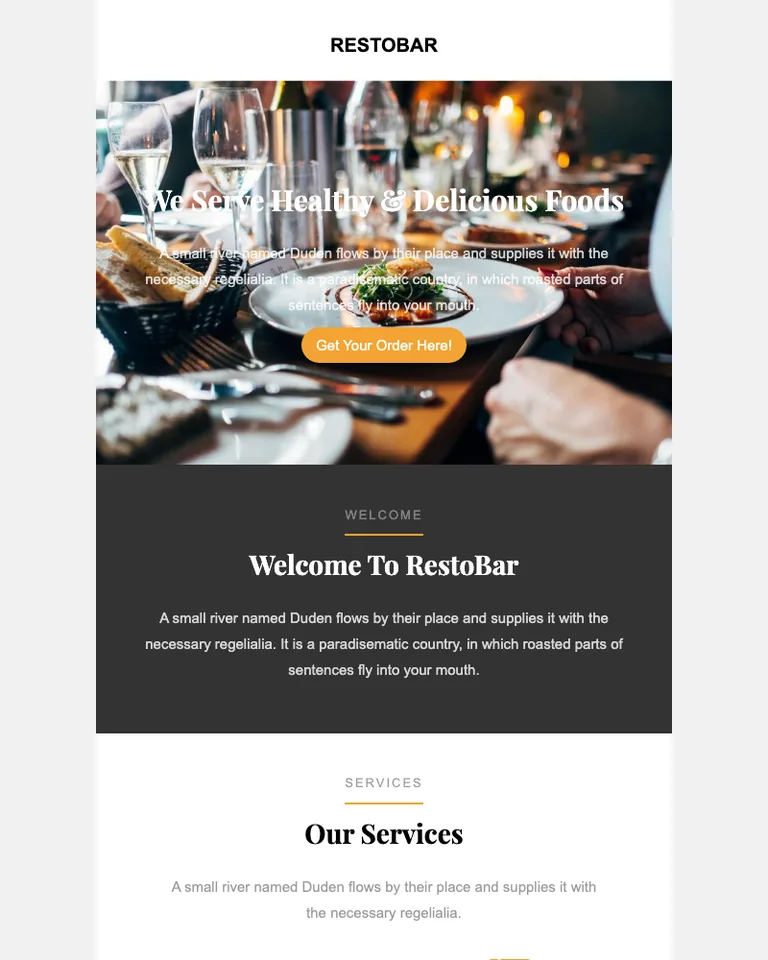 RESTOBAR
We Serve Healthy & Delicious Foods
A small river named Duden flows by their place and supplies it with the
necessary regelialia. It is a paradisematic country, in which roasted parts of
sentences fly into your mouth.
Get Your Order Here!
WELCOME
Welcome To RestoBar
A small river named Duden flows by their place and supplies it with the
necessary regelialia. It is a paradisematic country, in which roasted parts of
sentences fly into your mouth.
SERVICES
Our Services
A small river named Duden flows by their place and supplies it with
the necessary regelialia.